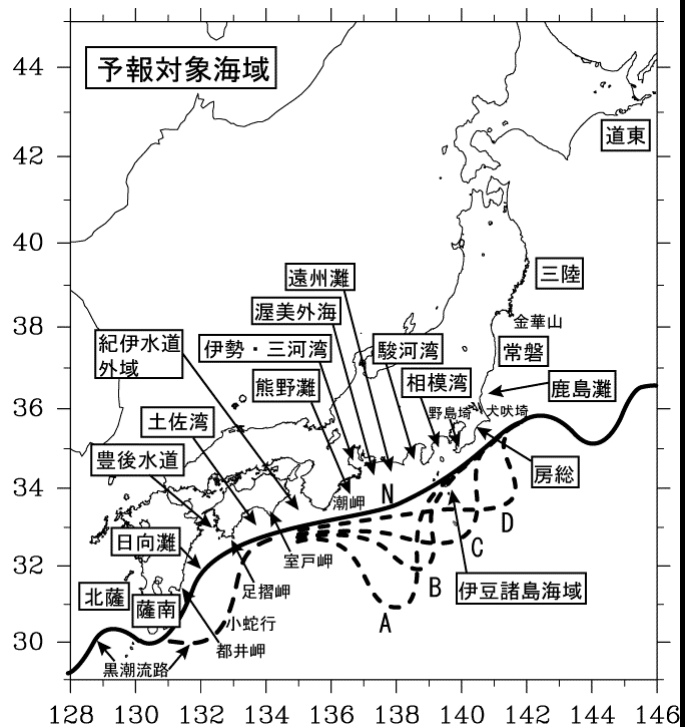 予報対象海域
44
42
40
38
36
34
32
30
道東
三陸
金華山
常磐
鹿島灘
犬吠埼
野島埼
房総
遠州灘
渥美外海
伊勢・三河湾
紀伊水道
外域
熊野灘
駿河湾
相模湾
土佐湾
豊後水道
潮岬
N
D
C
B
A
伊豆諸島海域
室戸岬
足摺岬
日向灘
北薩
薩南
小蛇行
都井岬
黒潮流路
128 130 132 134 136 138 140 142 144 146